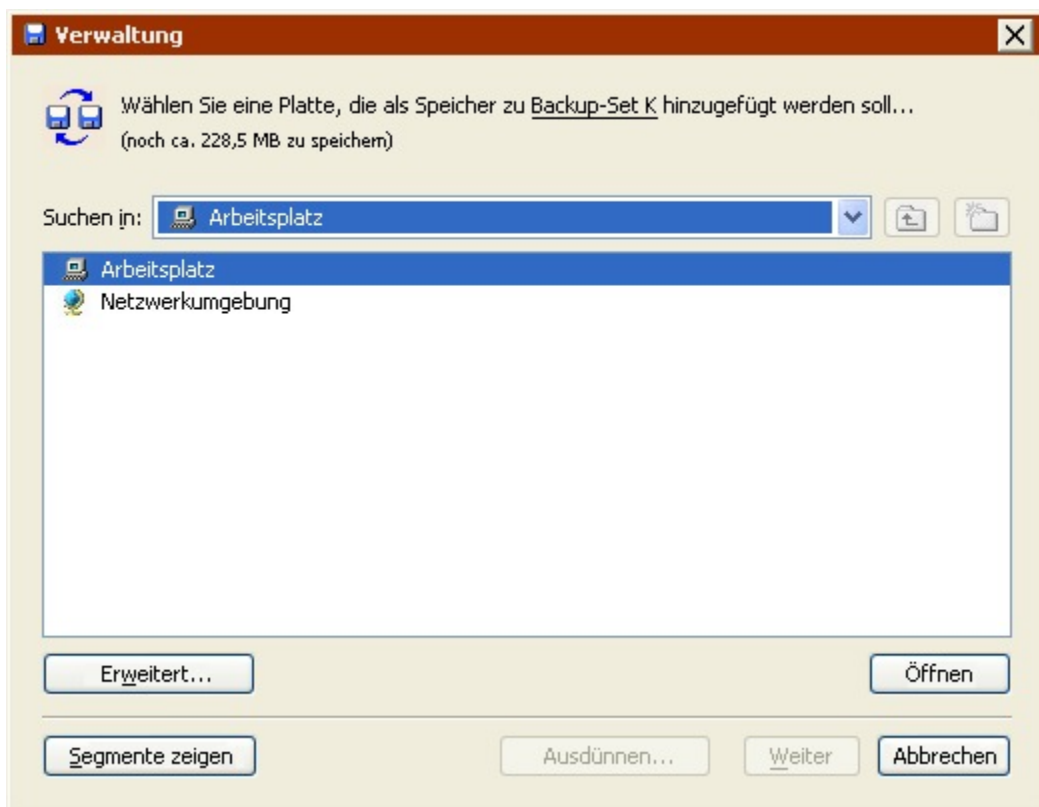 Verwaltung
Wählen Sie eine Platte, die als Speicher zu Backup-Set K hinzugefügt werden soll...
(noch ca. 228,5 MB zu speichern)
Suchen in: Arbeitsplatz
Arbeitsplatz
Netzwerkumgebung
Erweitert... Öffnen
Segmente zeigen Ausdünnen... Weiter Abbrechen